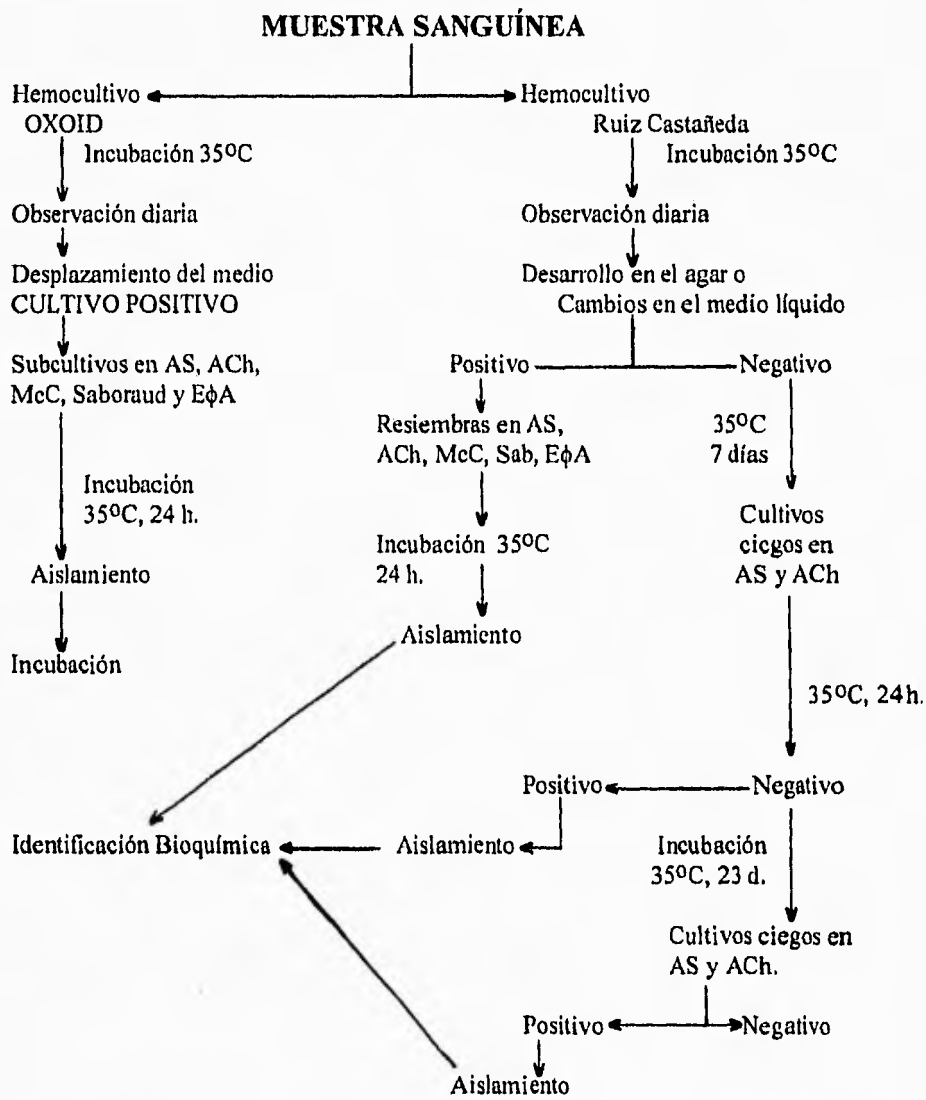 MUESTRA SANGUÍNEA
Hemocultivo
OXOID
Incubación 35ºC
Observación diaria
Desplazamiento del medio
CULTIVO POSITIVO
Subcultivos en AS, ACh,
McC, Saboraud y EϕA
Incubación
35ºC, 24 h.
Aislamiento
Incubación
Hemocultivo
Ruiz Castañeda
Incubación 35ºC
Observación diaria
Desarrollo en el agar o
Cambios en el medio líquido
Positivo
Resiembras en AS,
ACh, McC, Sab, EϕA
Incubación 35ºC
24 h.
Aislamiento
Negativo
35ºC
7 días
Cultivos
ciegos en
AS y ACh
35ºC, 24 h.
Positivo
Negativo
Identificación Bioquímica
Aislamiento
Incubación
35ºC, 23 d.
Cultivos ciegos en
AS y ACh.
Positivo
Negativo
Aislamiento